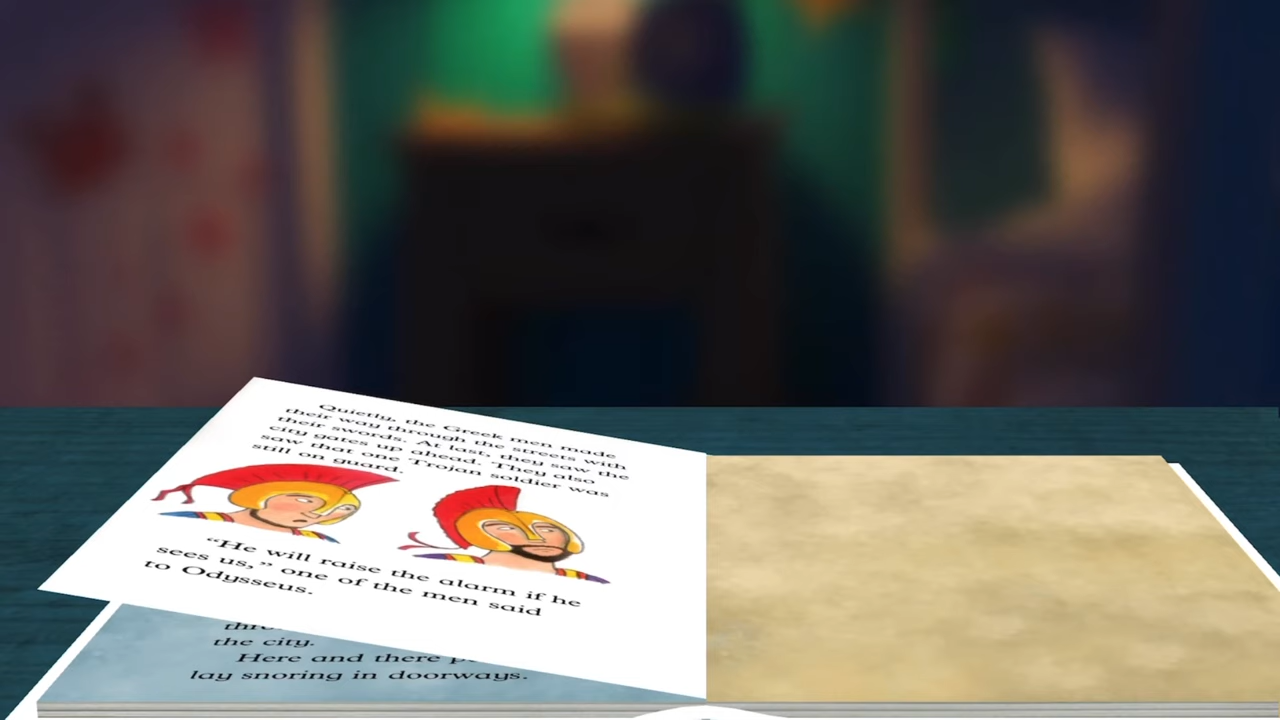 Quietly, the Greek men made
their way through the streets with
their swords. At last, they saw the
city gates up ahead. They also
saw that one Trojan soldier was
still on guard.
“He will raise the alarm if he
sees us,” one of the men said
to Odysseus.
the city.
Here and there
lay snoring in doorways.